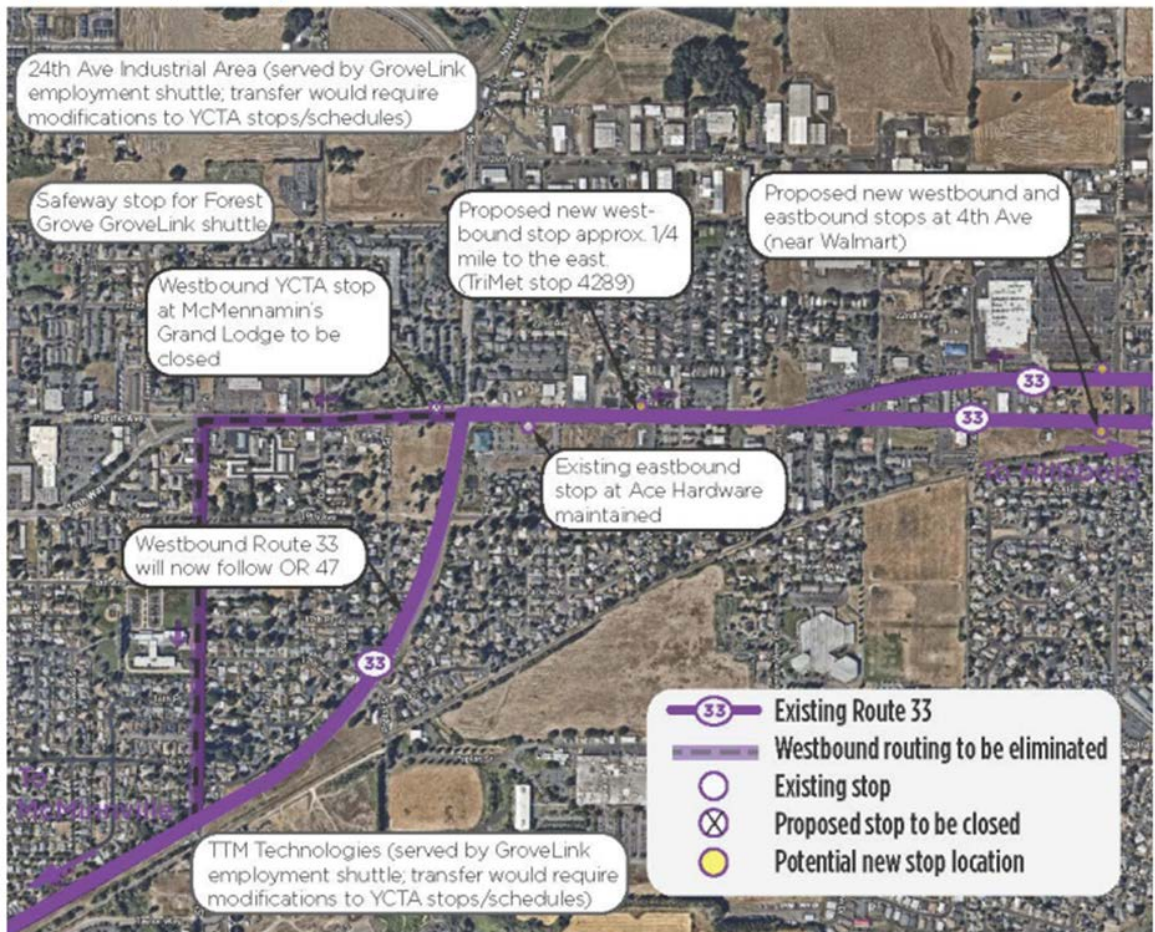 24th Ave Industrial Area (served by GroveLink
employment shuttle; transfer would require
modifications to YCTA stops/schedules)
Safeway stop for Forest
Grove GroveLink shuttle
Proposed new west-
bound stop approx. 1/4
mile to the east.
(TriMet stop 4289)
Proposed new westbound and
eastbound stops at 4th Ave
(near Walmart)
Westbound YCTA stop
at McMennamin's
Grand Lodge to be
closed
Pacific Ave
33
33
To Hillsboro
Existing eastbound
stop at Ace Hardware
maintained
Westbound Route 33
will now follow OR 47
33
To
McMinnville
33 Existing Route 33
Westbound routing to be eliminated
Existing stop
Proposed stop to be closed
Potential new stop location
TTM Technologies (served by GroveLink
employment shuttle; transfer would require
modifications to YCTA stops/schedules)